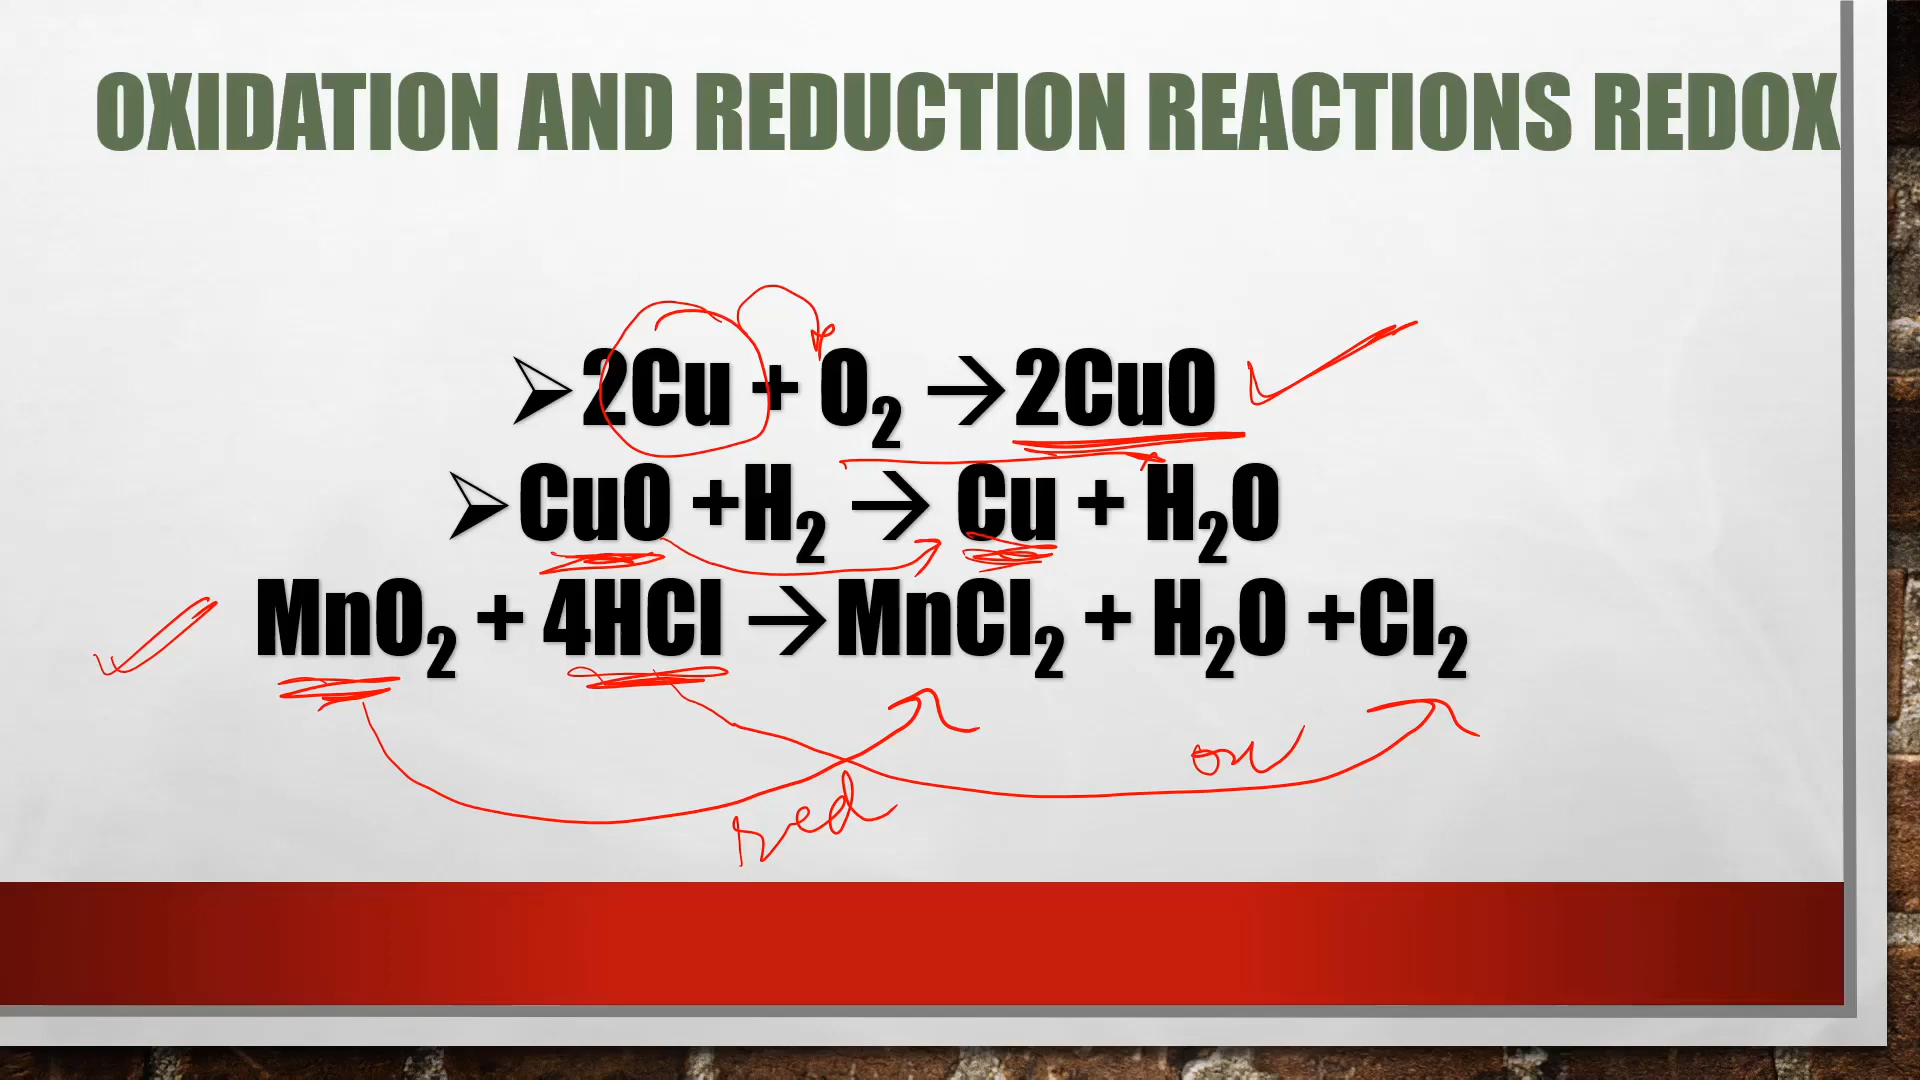 OXIDATION AND REDUCTION REACTIONS REDOX
➢2Cu + O₂ →2CuO
➢CuO +H₂ → Cu + H₂O
MnO₂ + 4HCl →MnCl₂ + H₂O +Cl₂
ox
red